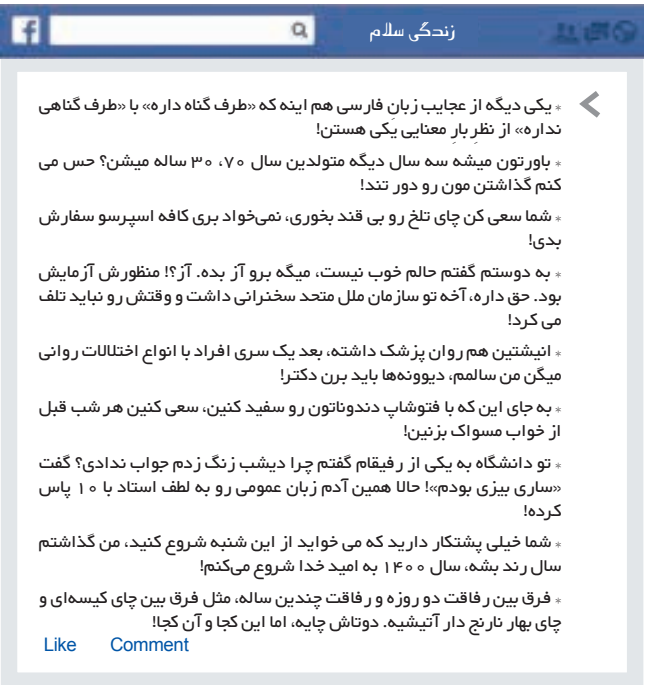 f
زندگی سلام
* یکی دیگه از عجایب زبانِ فارسی هم اینه که «طرف گناه داره» با «طرف گناهی
نداره» از نظرِ بارِ معنایی یکی هستن!
* باورتون میشه سه سال دیگه متولدین سال ۷۰، ۳۰ ساله میشن؟ حس می
کنم گذاشتن مون رو دور تند!
* شما سعی کن چای تلخ رو بی قند بخوری، نمی‌خواد بری کافه اسپرسو سفارش
بدی!
* به دوستم گفتم حالم خوب نیست، میگه برو آز بده. آز؟! منظورش آزمایش
بود. حق داره، آخه تو سازمان ملل متحد سخنرانی داشت و وقتش رو نباید تلف
می کرد!
* انیشتین هم روان پزشک داشته، بعد یک سری افراد با انواع اختلالات روانی
میگن من سالمم، دیوونه‌ها باید برن دکتر!
* به جای این که با فتوشاپ دندوناتون رو سفید کنین، سعی کنین هر شب قبل
از خواب مسواک بزنین!
* تو دانشگاه به یکی از رفیقام گفتم چرا دیشب زنگ زدم جواب ندادی؟ گفت
«ساری بیزی بودم»! حالا همین آدم زبان عمومی رو به لطف استاد با ۱۰ پاس
کرده!
* شما خیلی پشتکار دارید که می خواید از این شنبه شروع کنید، من گذاشتم
سال رند بشه، سال ۱۴۰۰ به امید خدا شروع می‌کنم!
* فرق بین رفاقت دو روزه و رفاقت چندین ساله، مثل فرق بین چای کیسه‌ای و
چای بهار نارنج دار آتیشیه. دوتاش چایه، اما این کجا و آن کجا!
Like Comment